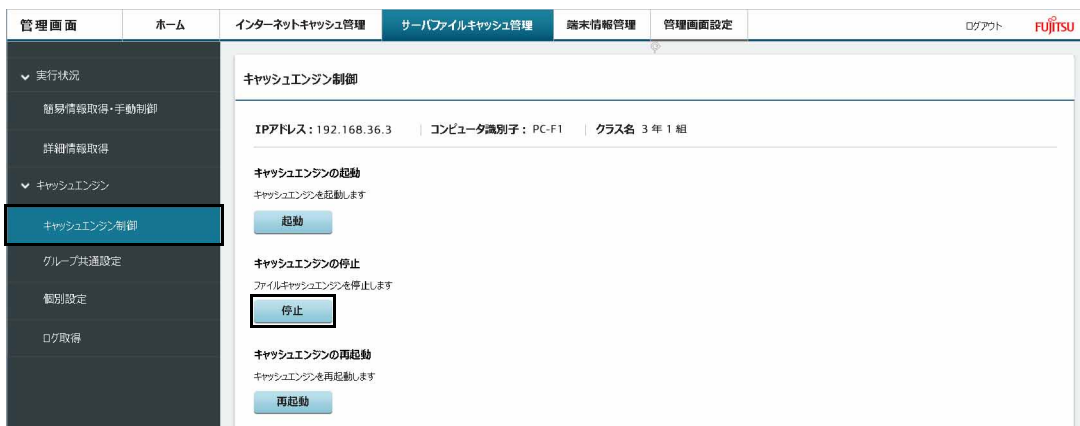 管理画面 ホーム インターネットキャッシュ管理 サーバファイルキャッシュ管理 端末情報管理 管理画面設定 ログアウト FUJITSU
実行状況
簡易情報取得・手動制御
詳細情報取得
キャッシュエンジン
キャッシュエンジン制御
グループ共通設定
個別設定
ログ取得
キャッシュエンジン制御
IPアドレス：192.168.36.3 コンピュータ識別子： PC-F1 クラス名 3 年 1 組
キャッシュエンジンの起動
キャッシュエンジンを起動します
起動
キャッシュエンジンの停止
ファイルキャッシュエンジンを停止します
停止
キャッシュエンジンの再起動
キャッシュエンジンを再起動します
再起動